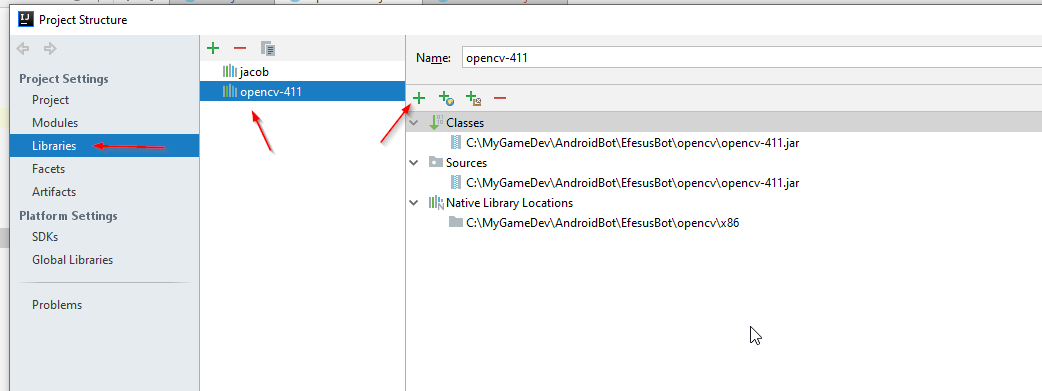 Project Structure
Project Settings
Project
Modules
Libraries
Facets
Artifacts
Platform Settings
SDKs
Global Libraries
Problems
jacob
opencv-411
Name: opencv-411
Classes
C:\MyGameDev\AndroidBot\EfesusBot\opencv\opencv-411.jar
Sources
C:\MyGameDev\AndroidBot\EfesusBot\opencv\opencv-411.jar
Native Library Locations
C:\MyGameDev\AndroidBot\EfesusBot\opencv\x86